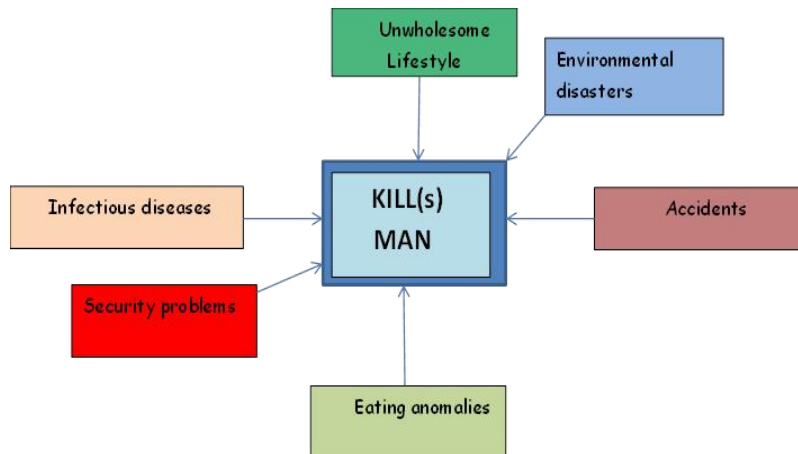 Unwholesome
Lifestyle
Environmental
disasters
Infectious diseases
KILL(s)
MAN
Accidents
Security problems
Eating anomalies